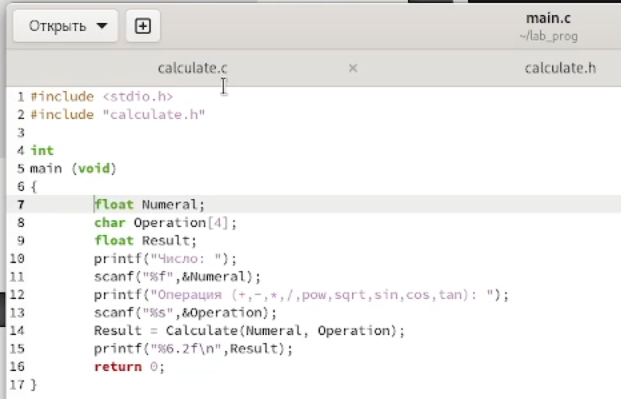 Открыть
main.c
~/lab_prog
calculate.c × calculate.h
1 #include <stdio.h>
2 #include "calculate.h"
3
4 int
5 main (void)
6 {
7 float Numeral;
8 char Operation[4];
9 float Result;
10 printf("Число: ");
11 scanf("%f",&Numeral);
12 printf("Операция (+,-,*,/,pow,sqrt,sin,cos,tan): ");
13 scanf("%s",&Operation);
14 Result = Calculate(Numeral, Operation);
15 printf("%6.2f\n",Result);
16 return 0;
17 }